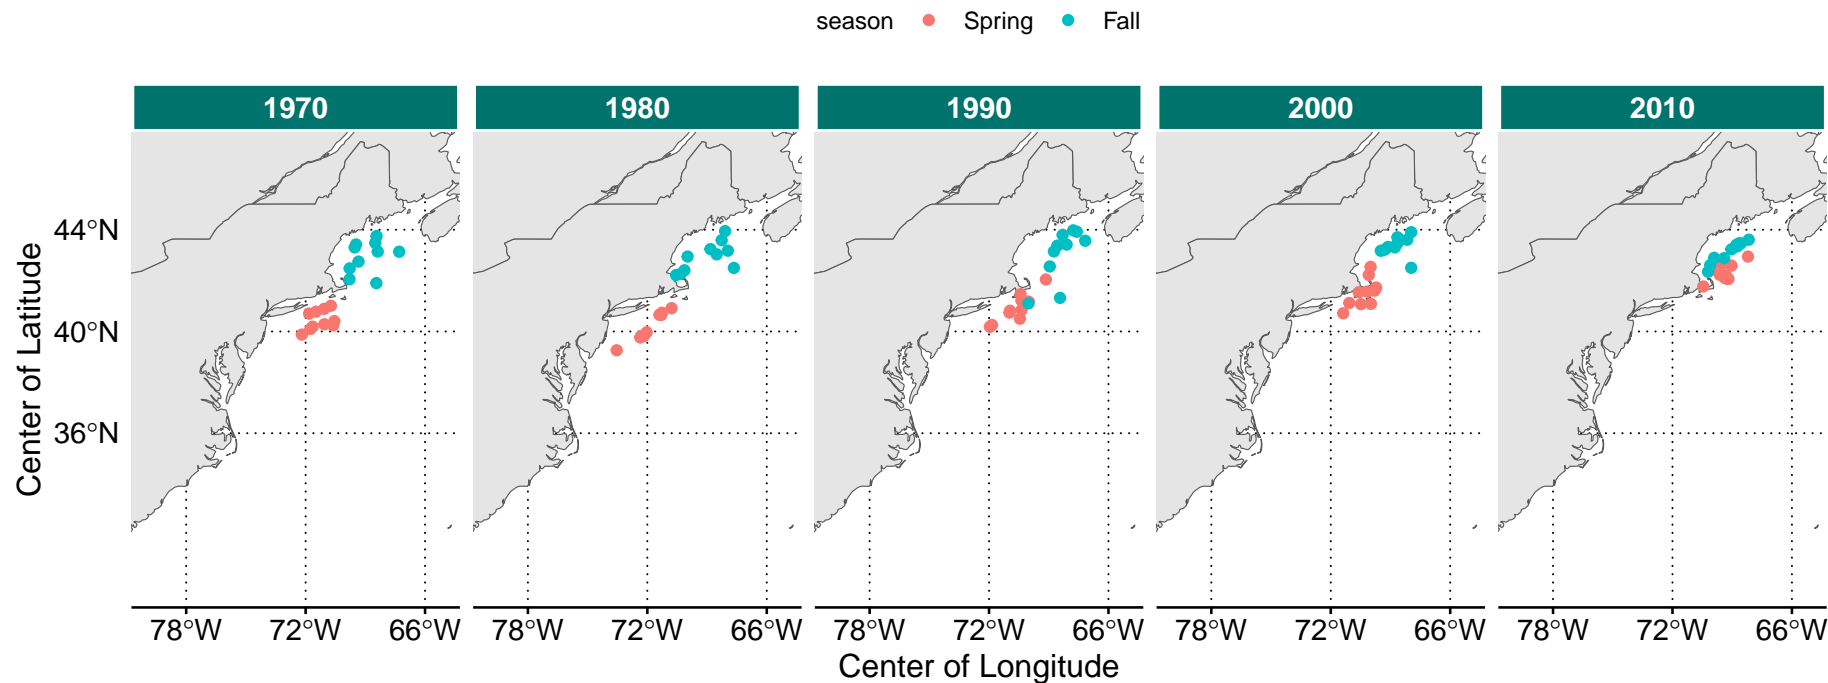 season Spring Fall
1970 1980 1990 2000 2010
44°N
40°N
36°N
Center of Latitude
78°W 72°W 66°W 78°W 72°W 66°W 78°W 72°W 66°W 78°W 72°W 66°W 78°W 72°W 66°W
Center of Longitude